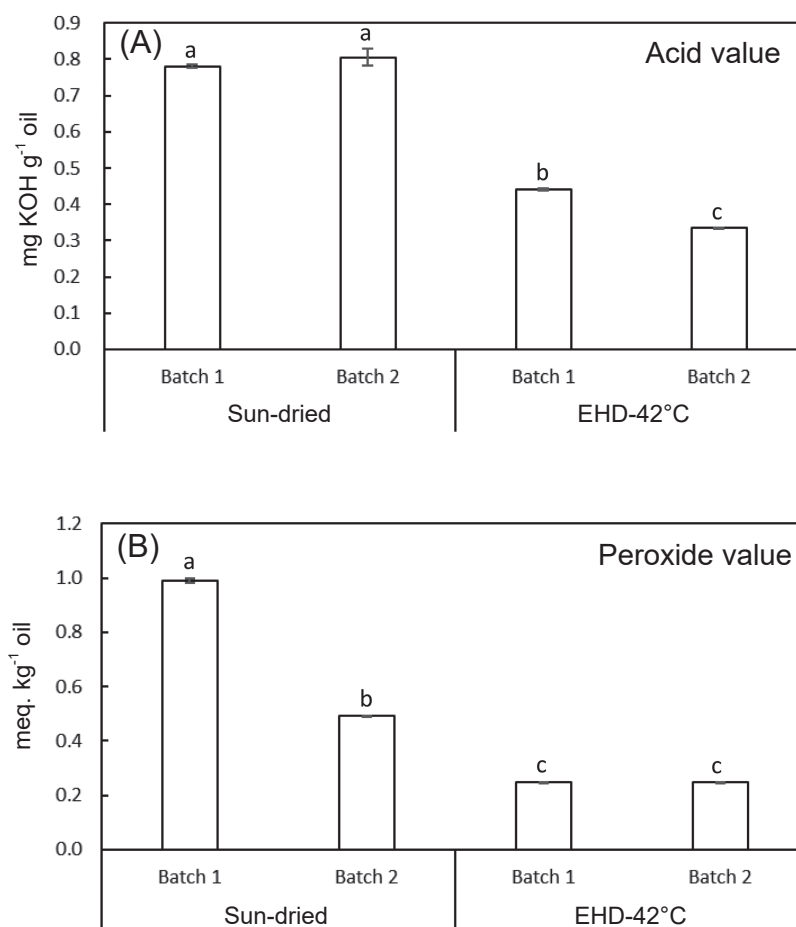 (A)
Acid value
mg KOH g⁻¹ oil
0.9
0.8
0.7
0.6
0.5
0.4
0.3
0.2
0.1
0.0
a
a
b
c
Batch 1
Batch 2
Batch 1
Batch 2
Sun-dried
EHD-42°C
(B)
Peroxide value
meq. kg⁻¹ oil
1.2
1.0
0.8
0.6
0.4
0.2
0.0
a
b
c
c
Batch 1
Batch 2
Batch 1
Batch 2
Sun-dried
EHD-42°C